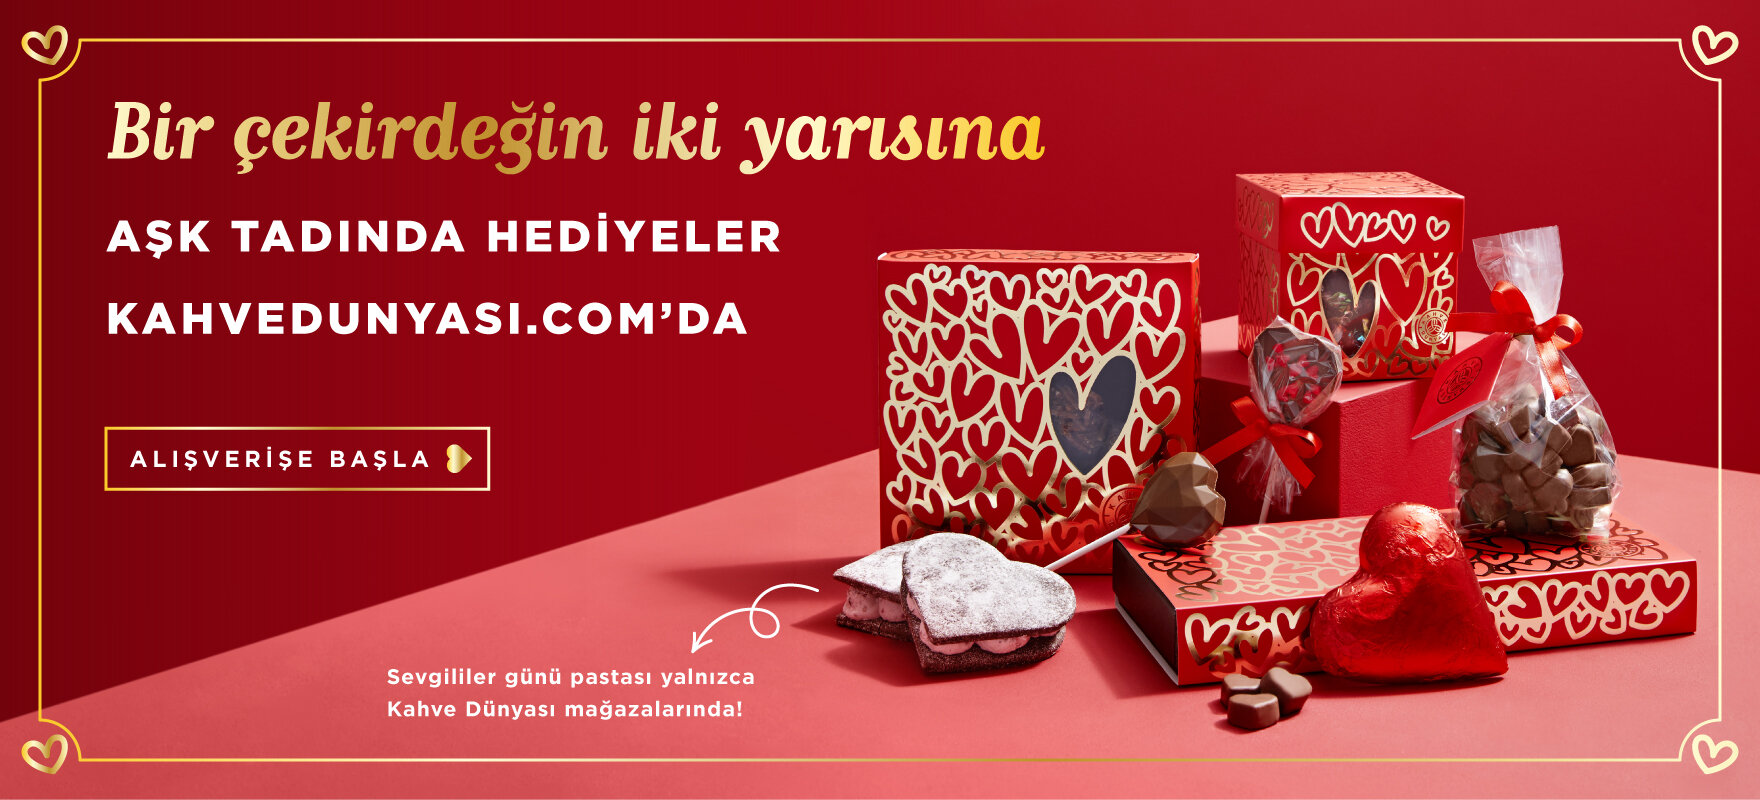 Bir çekirdeğin iki yarısına
AŞK TADINDA HEDİYELER
KAHVEDUNYASI.COM’DA
ALIŞVERİŞE BAŞLA
Sevgililer günü pastası yalnızca
Kahve Dünyası mağazalarında!